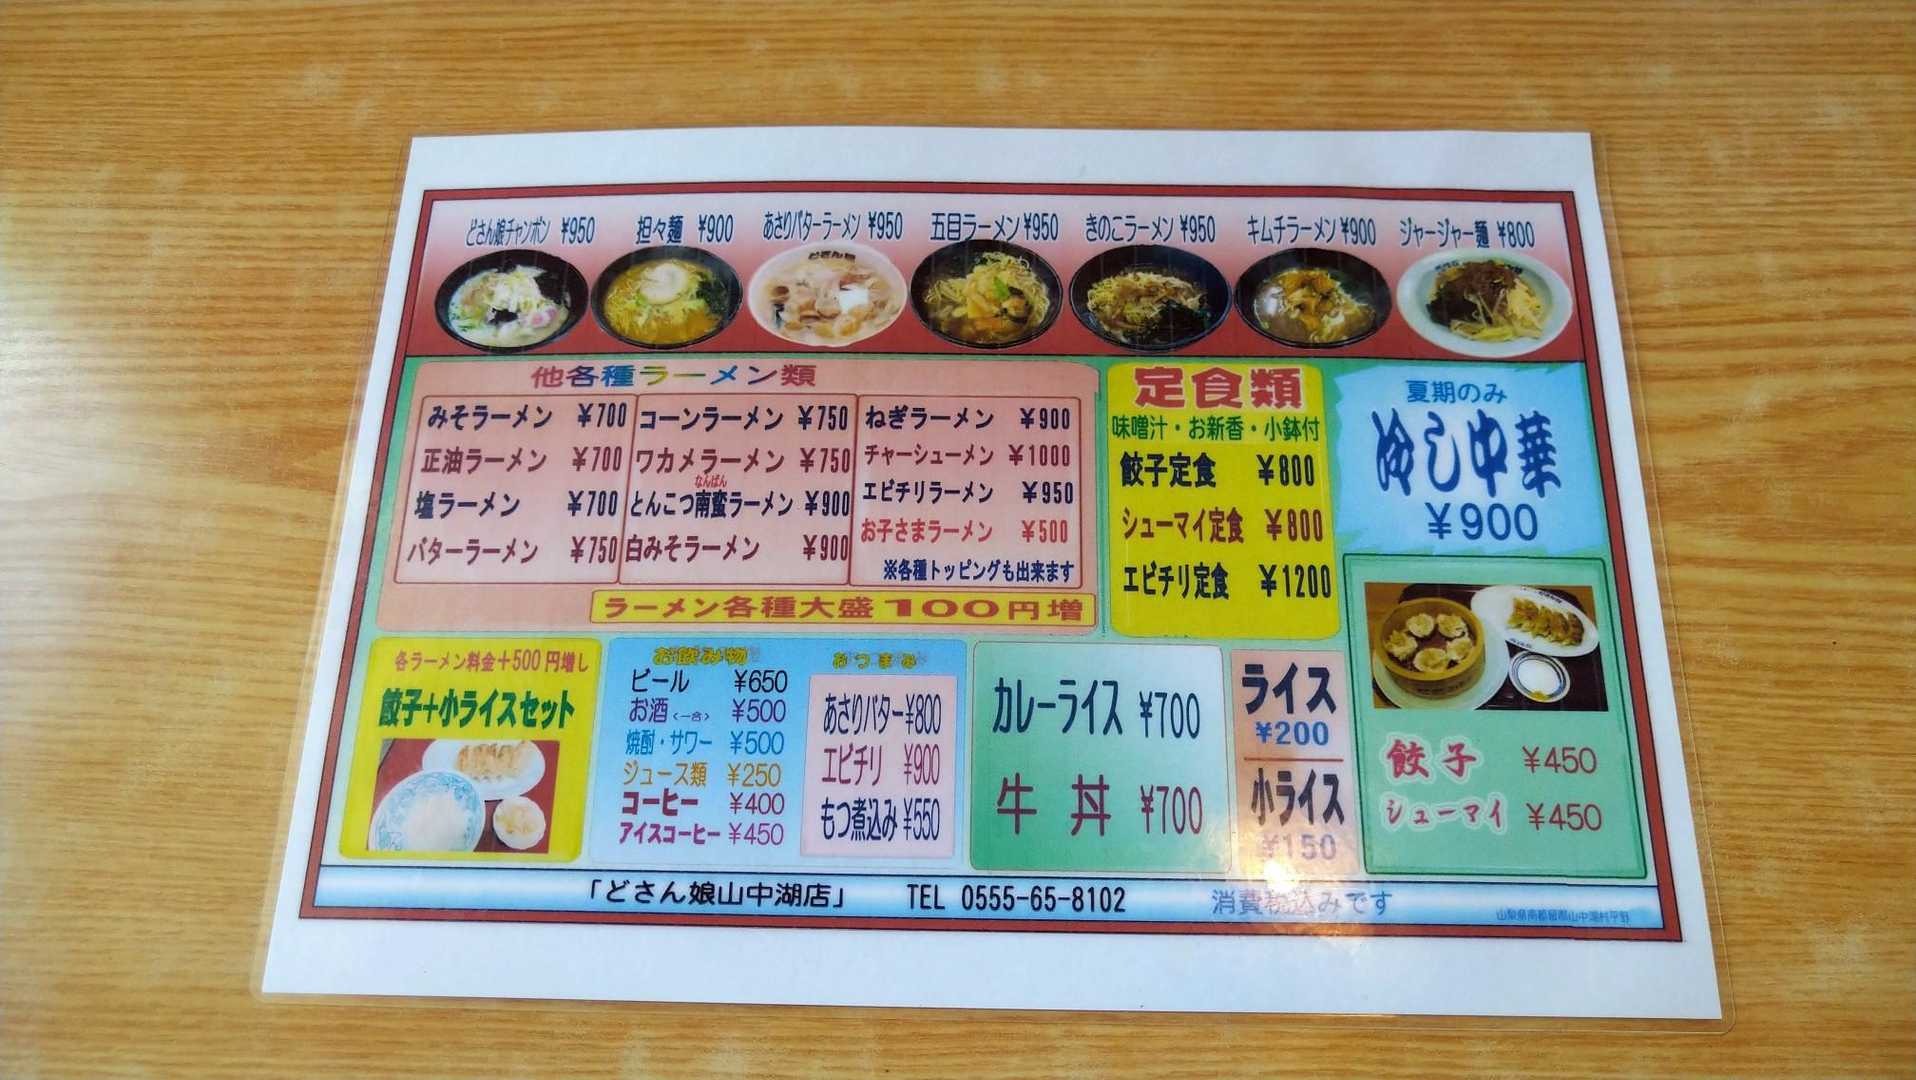 どさん娘チャンポン ¥950
担々麺 ¥900
あさりバターラーメン ¥950
五目ラーメン ¥950
きのこラーメン ¥950
キムチラーメン ¥900
ジャージャー麺 ¥800
他各種ラーメン類
みそラーメン ¥700
正油ラーメン ¥700
塩ラーメン ¥700
バターラーメン ¥750
コーンラーメン ¥750
ワカメラーメン ¥750
なんばん
とんこつ南蛮ラーメン ¥900
白みそラーメン ¥900
ねぎラーメン ¥900
チャーシューメン ¥1000
エビチリラーメン ¥950
お子さまラーメン ¥500
※各種トッピングも出来ます
ラーメン各種大盛100円増
定食類
味噌汁・お新香・小鉢付
餃子定食 ¥800
シューマイ定食 ¥800
エビチリ定食 ¥1200
夏期のみ
冷し中華
¥900
各ラーメン料金+500円増し
餃子+小ライスセット
お飲み物
ビール ¥650
お酒<一合> ¥500
焼酎・サワー ¥500
ジュース類 ¥250
コーヒー ¥400
アイスコーヒー ¥450
おつまみ
あさりバター ¥800
エビチリ ¥900
もつ煮込み ¥550
カレーライス ¥700
牛丼 ¥700
ライス
¥200
小ライス
¥150
餃子 ¥450
シューマイ ¥450
「どさん娘山中湖店」 TEL 0555-65-8102 消費税込みです
山梨県南都留郡山中湖村平野